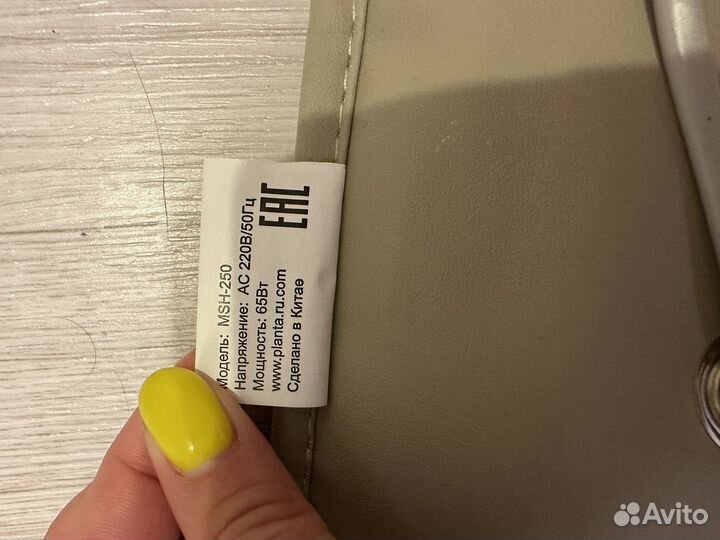 Модель: MSH-250
Напряжение: AC 220В/50Гц
Мощность: 65Вт
www.planta.ru.com
Сделано в Китае
EAC
Avito